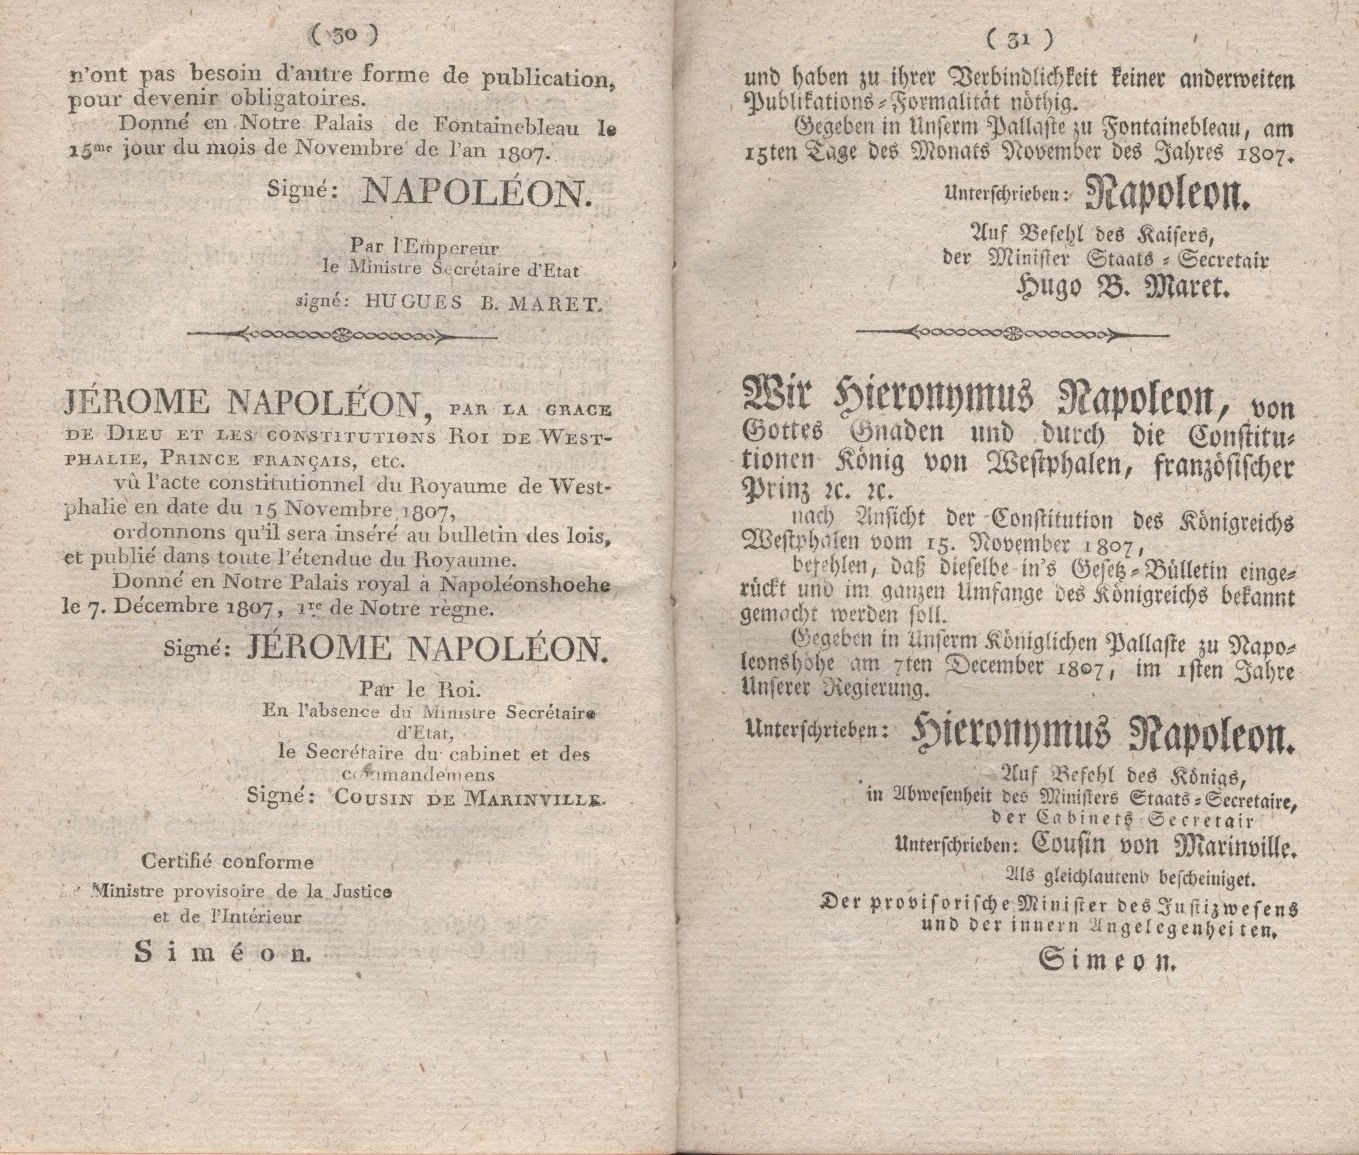 ( 30 )
n'ont pas besoin d'autre forme de publication,
pour devenir obligatoires.
Donné en Notre Palais de Fontainebleau le
15me jour du mois de Novembre de l'an 1807.
Signé: NAPOLÉON.
Par l'Empereur
le Ministre Secrétaire d'Etat
signé: HUGUES B. MARET.
JÉROME NAPOLÉON, PAR LA GRACE
DE DIEU ET LES CONSTITUTIONS ROI DE WEST-
PHALIE, PRINCE FRANÇAIS, etc.
vû l'acte constitutionnel du Royaume de West-
phalie en date du 15 Novembre 1807,
ordonnons qu'il sera inséré au bulletin des lois,
et publié dans toute l'étendue du Royaume.
Donné en Notre Palais royal à Napoléonshoehe
le 7. Décembre 1807, 1re de Notre règne.
Signé: JÉROME NAPOLÉON.
Par le Roi.
En l'absence du Ministre Secrétaire
d'Etat,
le Secrétaire du cabinet et des
commandemens
Signé: COUSIN DE MARINVILLE.
Certifié conforme
Ministre provisoire de la Justice
et de l'Intérieur
Siméon.
( 31 )
und haben zu ihrer Verbindlichkeit keiner anderweiten
Publikations-Formalität nöthig.
Gegeben in Unserm Pallaste zu Fontainebleau, am
15ten Tage des Monats November des Jahres 1807.
Unterschrieben: Napoleon.
Auf Befehl des Kaisers,
der Minister Staats-Secretair
Hugo B. Maret.
Wir Hieronymus Napoleon, von
Gottes Gnaden und durch die Constitu-
tionen König von Westphalen, französischer
Prinz ꝛc. ꝛc.
nach Ansicht der Constitution des Königreichs
Westphalen vom 15. November 1807,
befehlen, daß dieselbe in's Gesetz-Bülletin einge-
rückt und im ganzen Umfange des Königreichs bekannt
gemacht werden soll.
Gegeben in Unserm Königlichen Pallaste zu Napo-
leonshöhe am 7ten December 1807, im 1sten Jahre
Unserer Regierung.
Unterschrieben: Hieronymus Napoleon.
Auf Befehl des Königs,
in Abwesenheit des Ministers Staats-Secretaire,
der Cabinets Secretair
Unterschrieben: Cousin von Marinville.
Als gleichlautend bescheiniget.
Der provisorische Minister des Justizwesens
und der innern Angelegenheiten.
Simeon.